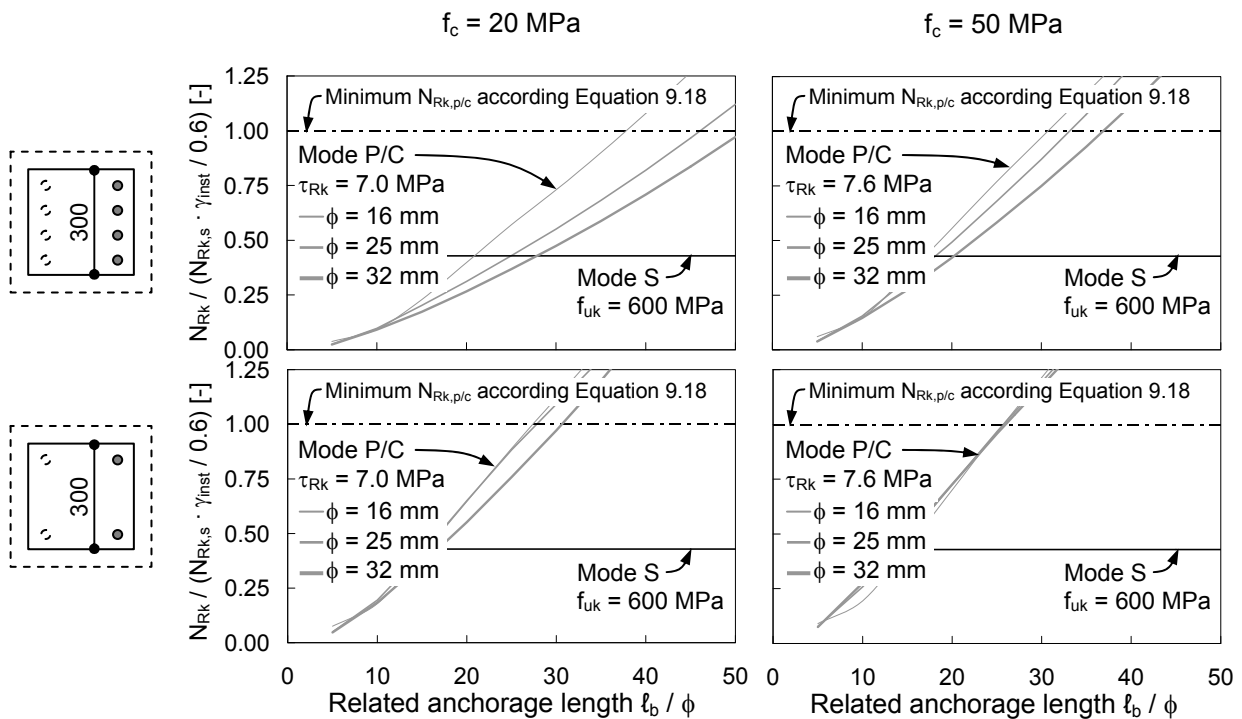 f_c = 20 MPa
f_c = 50 MPa
N_Rk / (N_Rk,s · γ_inst / 0.6) [-]
1.25
1.00
0.75
0.50
0.25
0.00
300
Minimum N_Rk,p/c according Equation 9.18
Mode P/C
τ_Rk = 7.0 MPa
ϕ = 16 mm
ϕ = 25 mm
ϕ = 32 mm
Mode S
f_uk = 600 MPa
Minimum N_Rk,p/c according Equation 9.18
Mode P/C
τ_Rk = 7.6 MPa
ϕ = 16 mm
ϕ = 25 mm
ϕ = 32 mm
Mode S
f_uk = 600 MPa
N_Rk / (N_Rk,s · γ_inst / 0.6) [-]
1.25
1.00
0.75
0.50
0.25
0.00
300
Minimum N_Rk,p/c according Equation 9.18
Mode P/C
τ_Rk = 7.0 MPa
ϕ = 16 mm
ϕ = 25 mm
ϕ = 32 mm
Mode S
f_uk = 600 MPa
Minimum N_Rk,p/c according Equation 9.18
Mode P/C
τ_Rk = 7.6 MPa
ϕ = 16 mm
ϕ = 25 mm
ϕ = 32 mm
Mode S
f_uk = 600 MPa
0 10 20 30 40 50
0 10 20 30 40 50
Related anchorage length ℓ_b / ϕ
Related anchorage length ℓ_b / ϕ